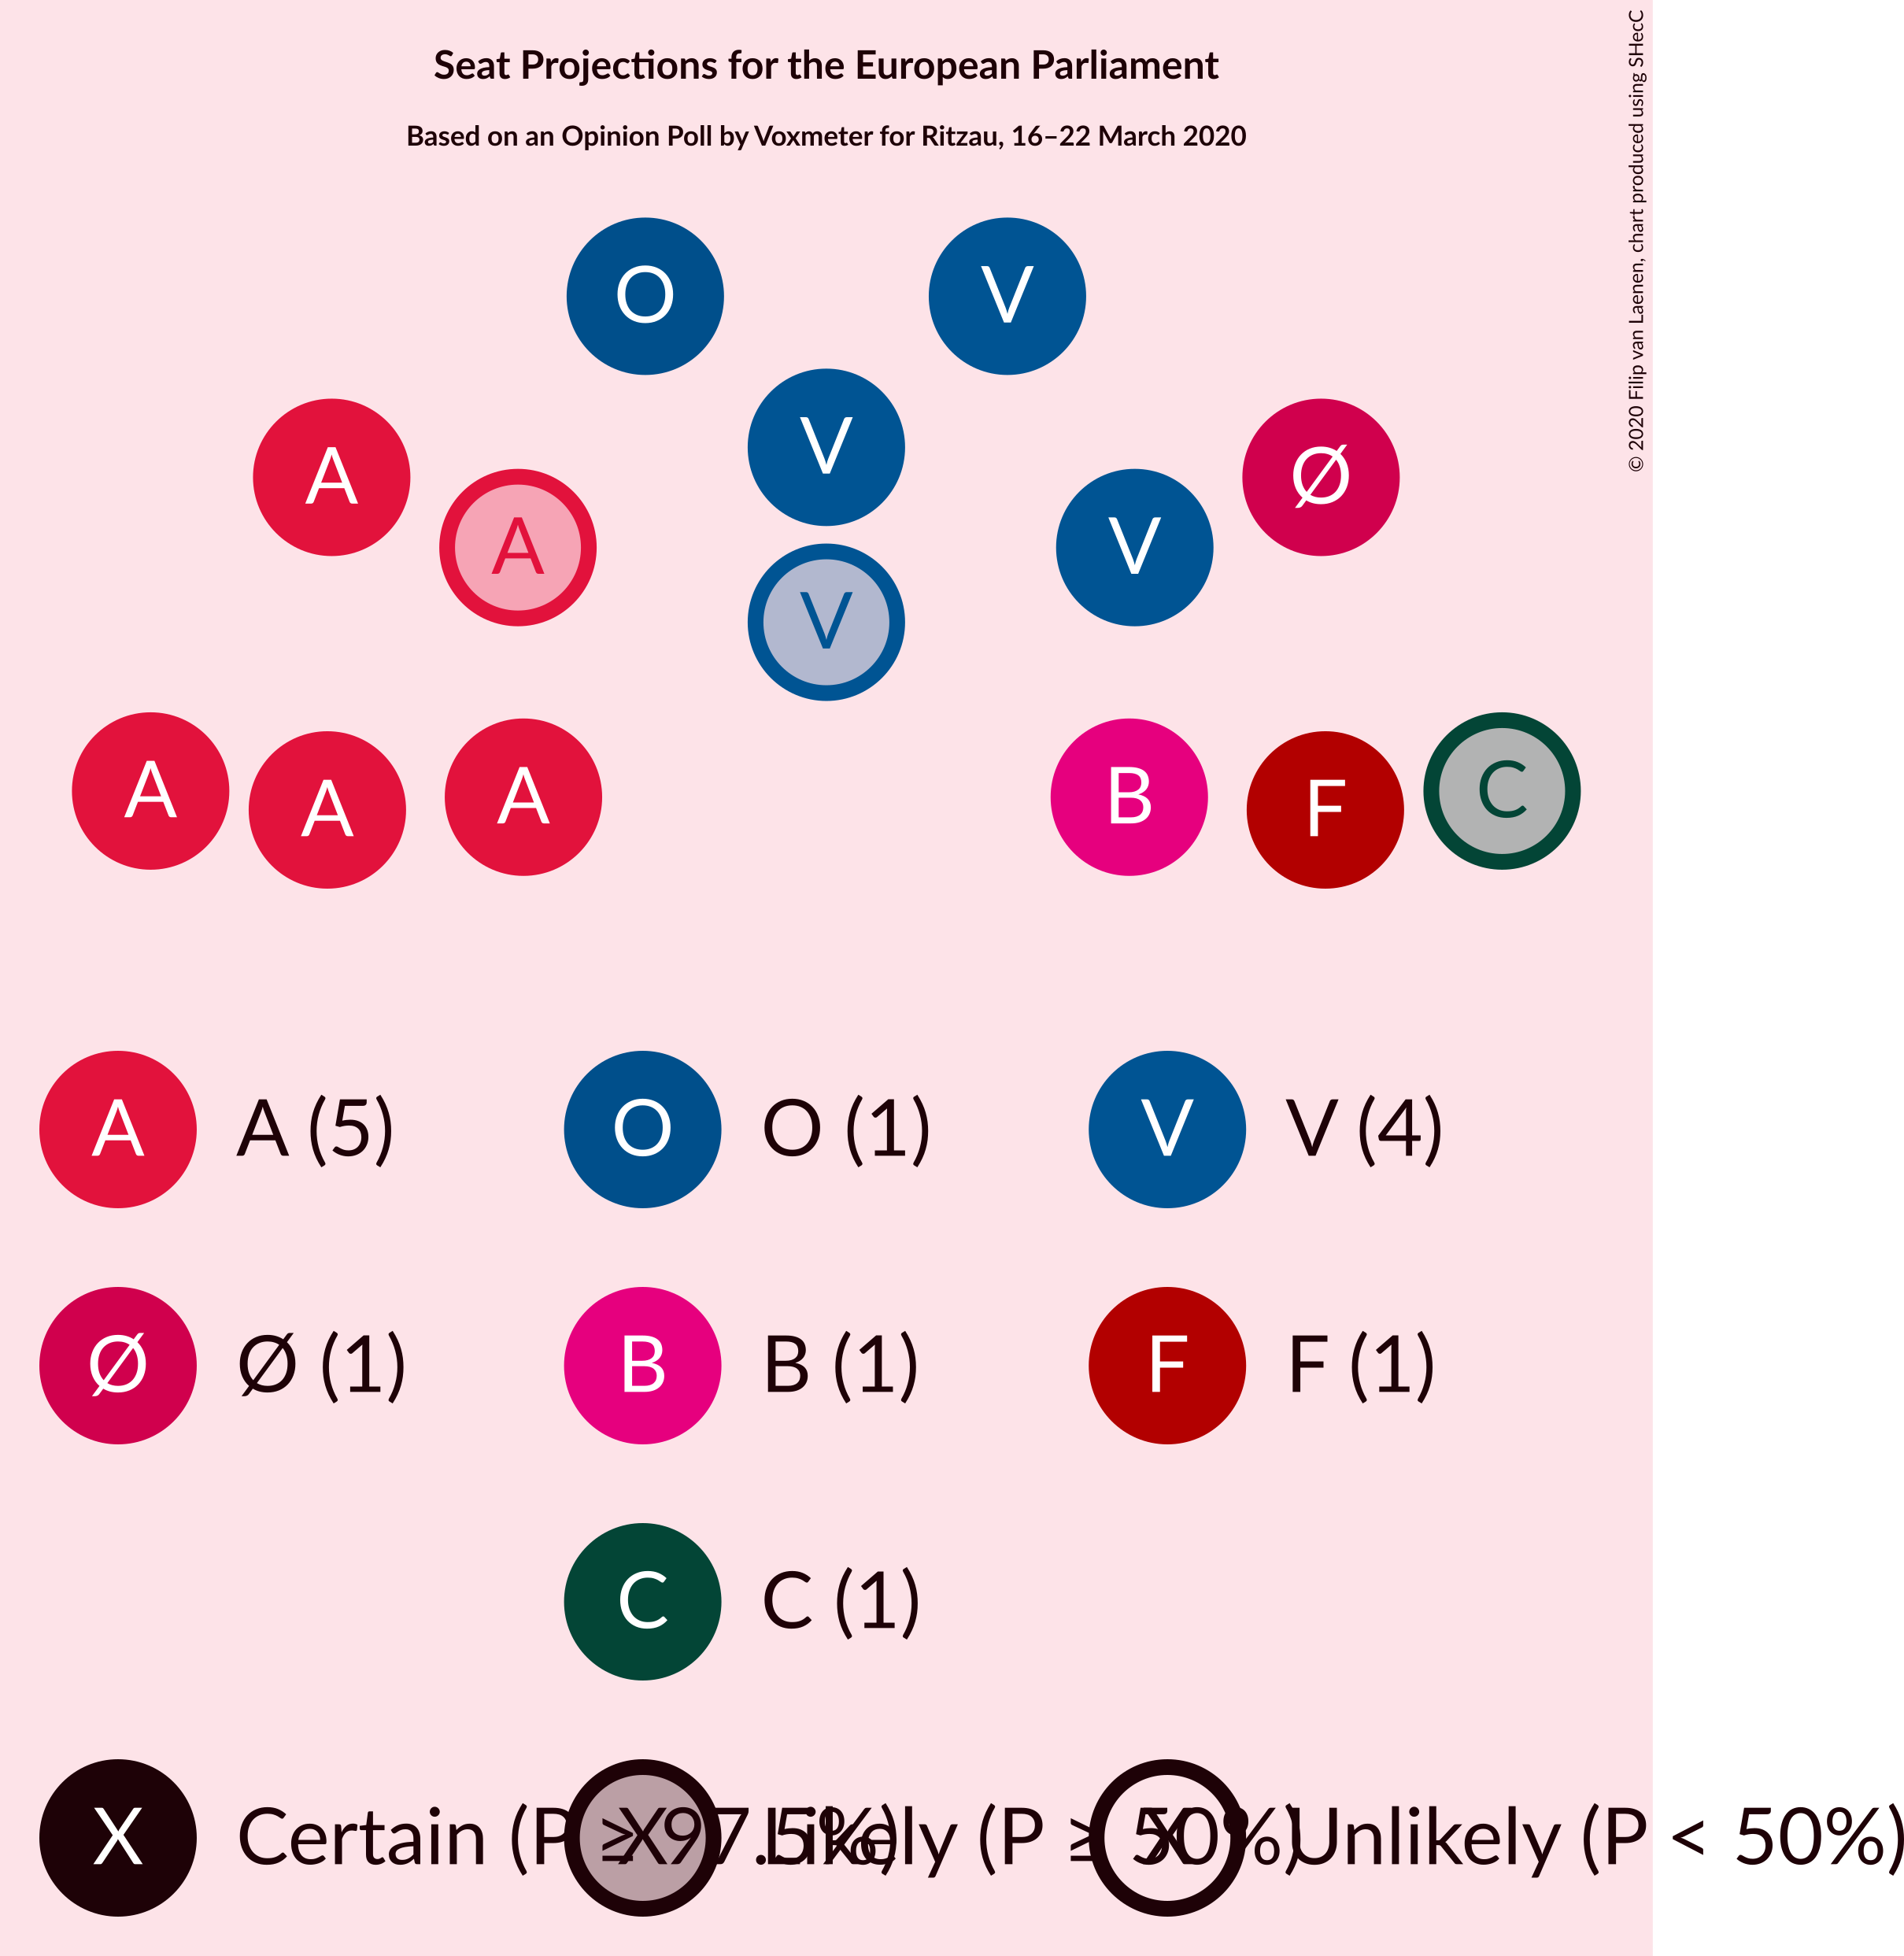 Seat Projections for the European Parliament
Based on an Opinion Poll by Voxmeter for Ritzau, 16–22 March 2020
© 2020 Filip van Laenen, chart produced using SHecC
O V
A V Ø
A V
V
A A A B F C
A A (5) O O (1) V V (4)
Ø Ø (1) B B (1) F F (1)
C C (1)
X Certain (P ≥ 97.5%) X Likely (P ≥ 50%) X Unlikely (P < 50%)